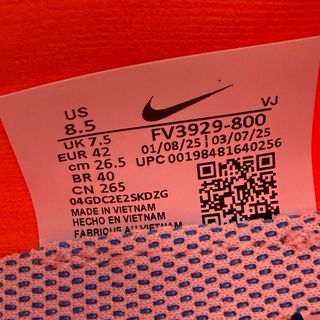 US
8.5
VJ
UK 7.5
FV3929-800
EUR 42
01/08/25 | 03/07/25
cm 26.5
UPC 00198481640256
BR 40
CN 265
04GDC2E2SKDZG
MADE IN VIETNAM
HECHO EN VIETNAM
FABRIQUE AU VIETNAM